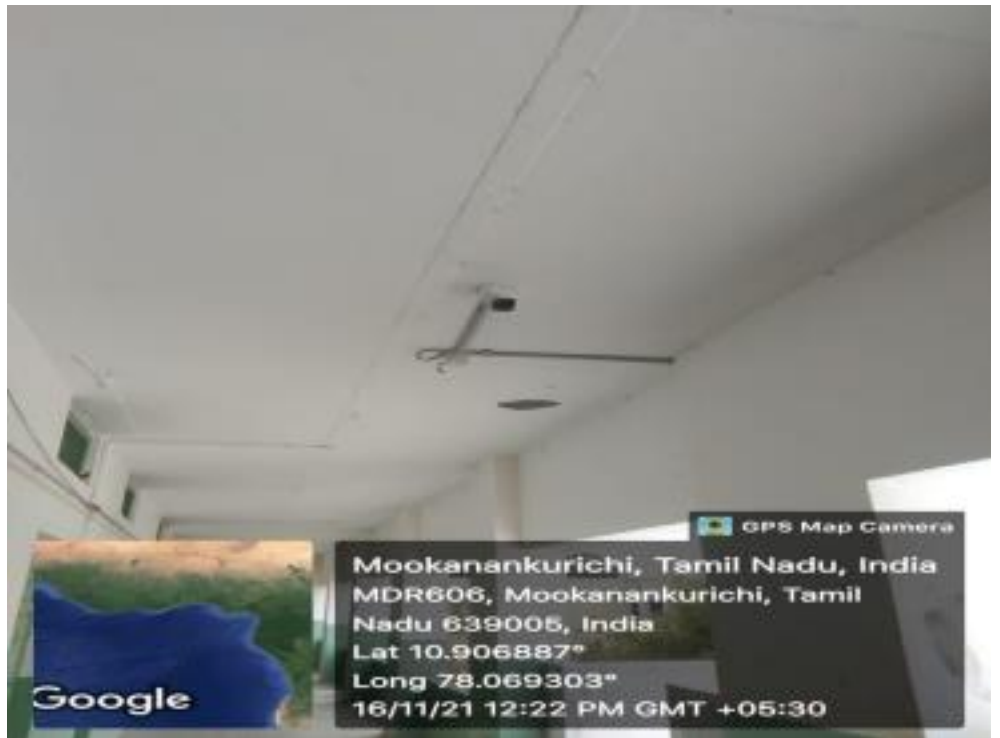 GPS Map Camera
Mookanankurichi, Tamil Nadu, India
MDR606, Mookanankurichi, Tamil
Nadu 639005, India
Lat 10.906887°
Long 78.069303°
16/11/21 12:22 PM GMT +05:30
Google